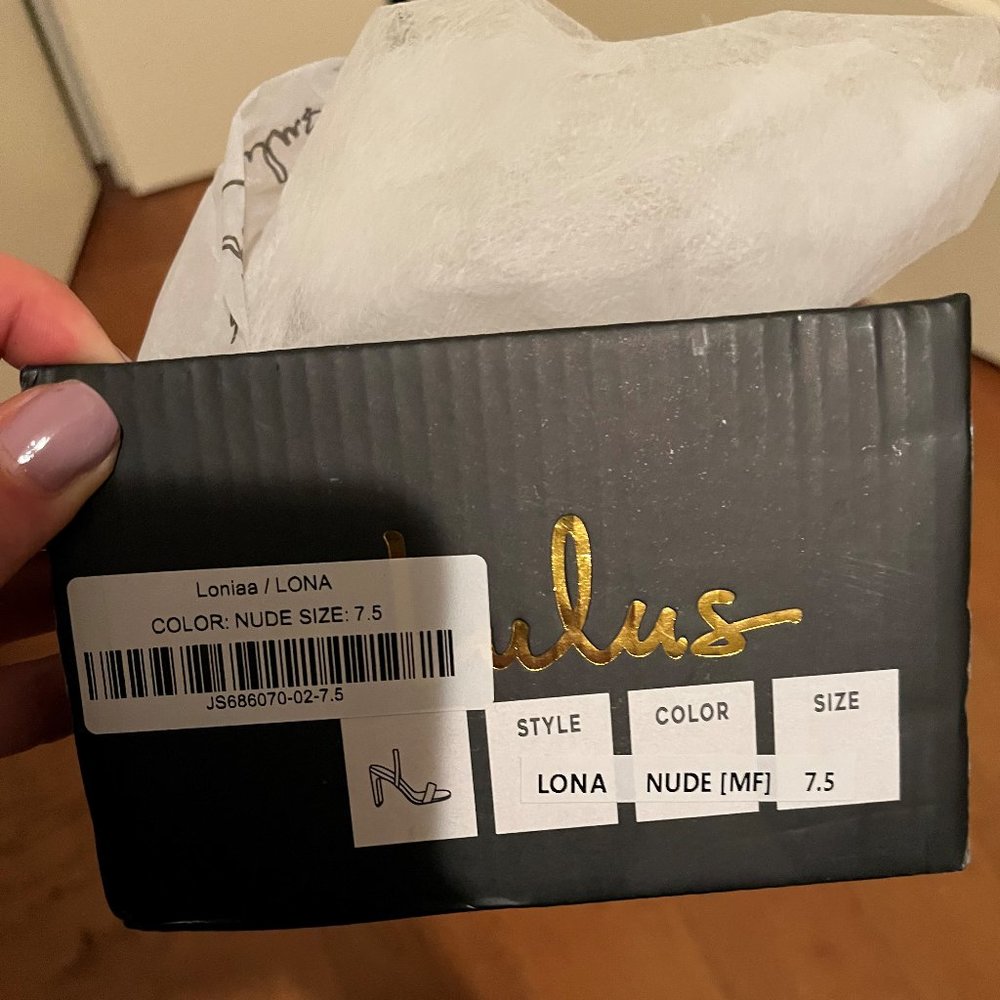 lulus
Loniaa / LONA
COLOR: NUDE SIZE: 7.5
JS686070-02-7.5
ulus
STYLE
COLOR
SIZE
LONA
NUDE [MF]
7.5